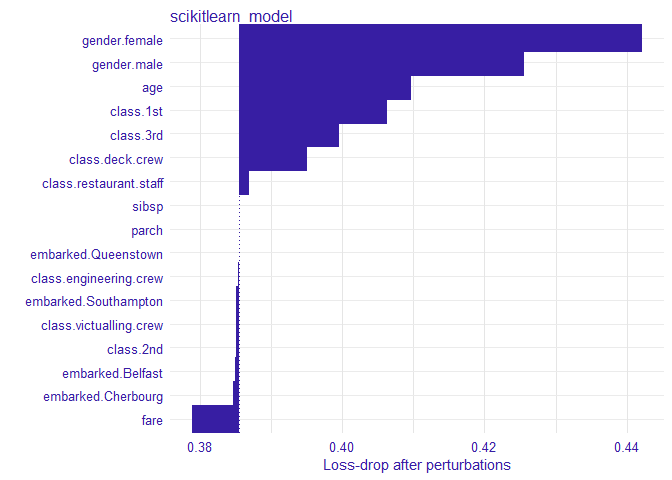 scikitlearn_model
gender.female
gender.male
age
class.1st
class.3rd
class.deck.crew
class.restaurant.staff
sibsp
parch
embarked.Queenstown
class.engineering.crew
embarked.Southampton
class.victualling.crew
class.2nd
embarked.Belfast
embarked.Cherbourg
fare
0.38 0.40 0.42 0.44
Loss-drop after perturbations